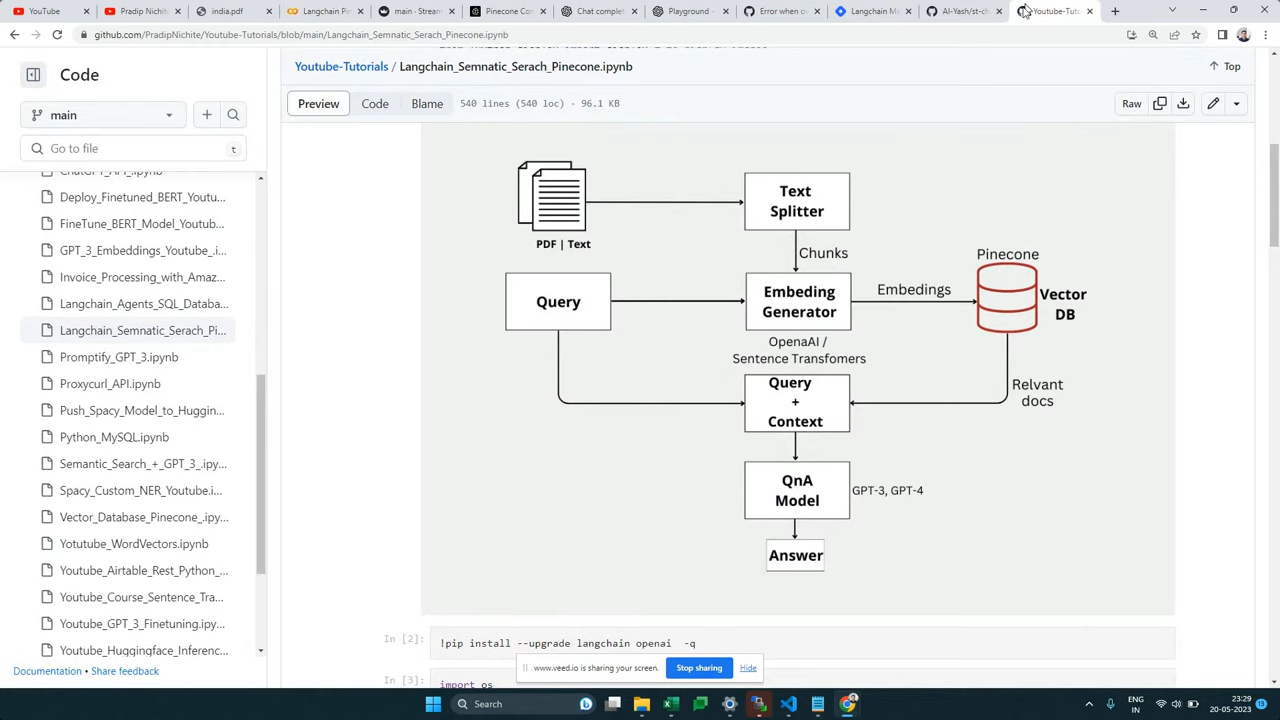 YouTube
Pradip Nichite
india.pdf
Langchain Pi
main - Stream
Pinecone Con
Chat complet
Playground -
Error when c
Langchain Me
AI-Yash/st-ch
Youtube-Tuto
github.com/PradipNichite/Youtube-Tutorials/blob/main/Langchain_Semnatic_Serach_Pinecone.ipynb
Code
main
Go to file
t
ChatGPT_API_.ipynb
Deploy_Finetuned_BERT_Youtu...
FineTune_BERT_Model_Youtub...
GPT_3_Embeddings_Youtube_.i...
Invoice_Processing_with_Amaz...
Langchain_Agents_SQL_Databa...
Langchain_Semnatic_Serach_Pi...
Promptify_GPT_3.ipynb
Proxycurl_API.ipynb
Push_Spacy_Model_to_Huggin...
Python_MySQL.ipynb
Semantic_Search_+_GPT_3_.ipy...
Spacy_Custom_NER_Youtube.i...
Vector_Database_Pinecone_.ipy...
Yotutube_WordVectors.ipynb
Youtube_Airtable_Rest_Python_...
Youtube_Course_Sentence_Tra...
Youtube_GPT_3_Finetuning.ipy...
Youtube_Huggingface_Inferenc...
Documentation • Share feedback
Youtube-Tutorials / Langchain_Semnatic_Serach_Pinecone.ipynb
Top
Preview Code Blame 540 lines (540 loc) · 96.1 KB
Raw
PDF | Text
Text
Splitter
Chunks
Query
Embeding
Generator
Embedings
Pinecone
Vector
DB
OpenaAI /
Sentence Transfomers
Query
+
Context
Relvant
docs
QnA
Model
GPT-3, GPT-4
Answer
In [2]:
!pip install --upgrade langchain openai -q
In [3]:
import os
www.veed.io is sharing your screen.
Stop sharing
Hide
Search
ENG
IN
23:29
20-05-2023